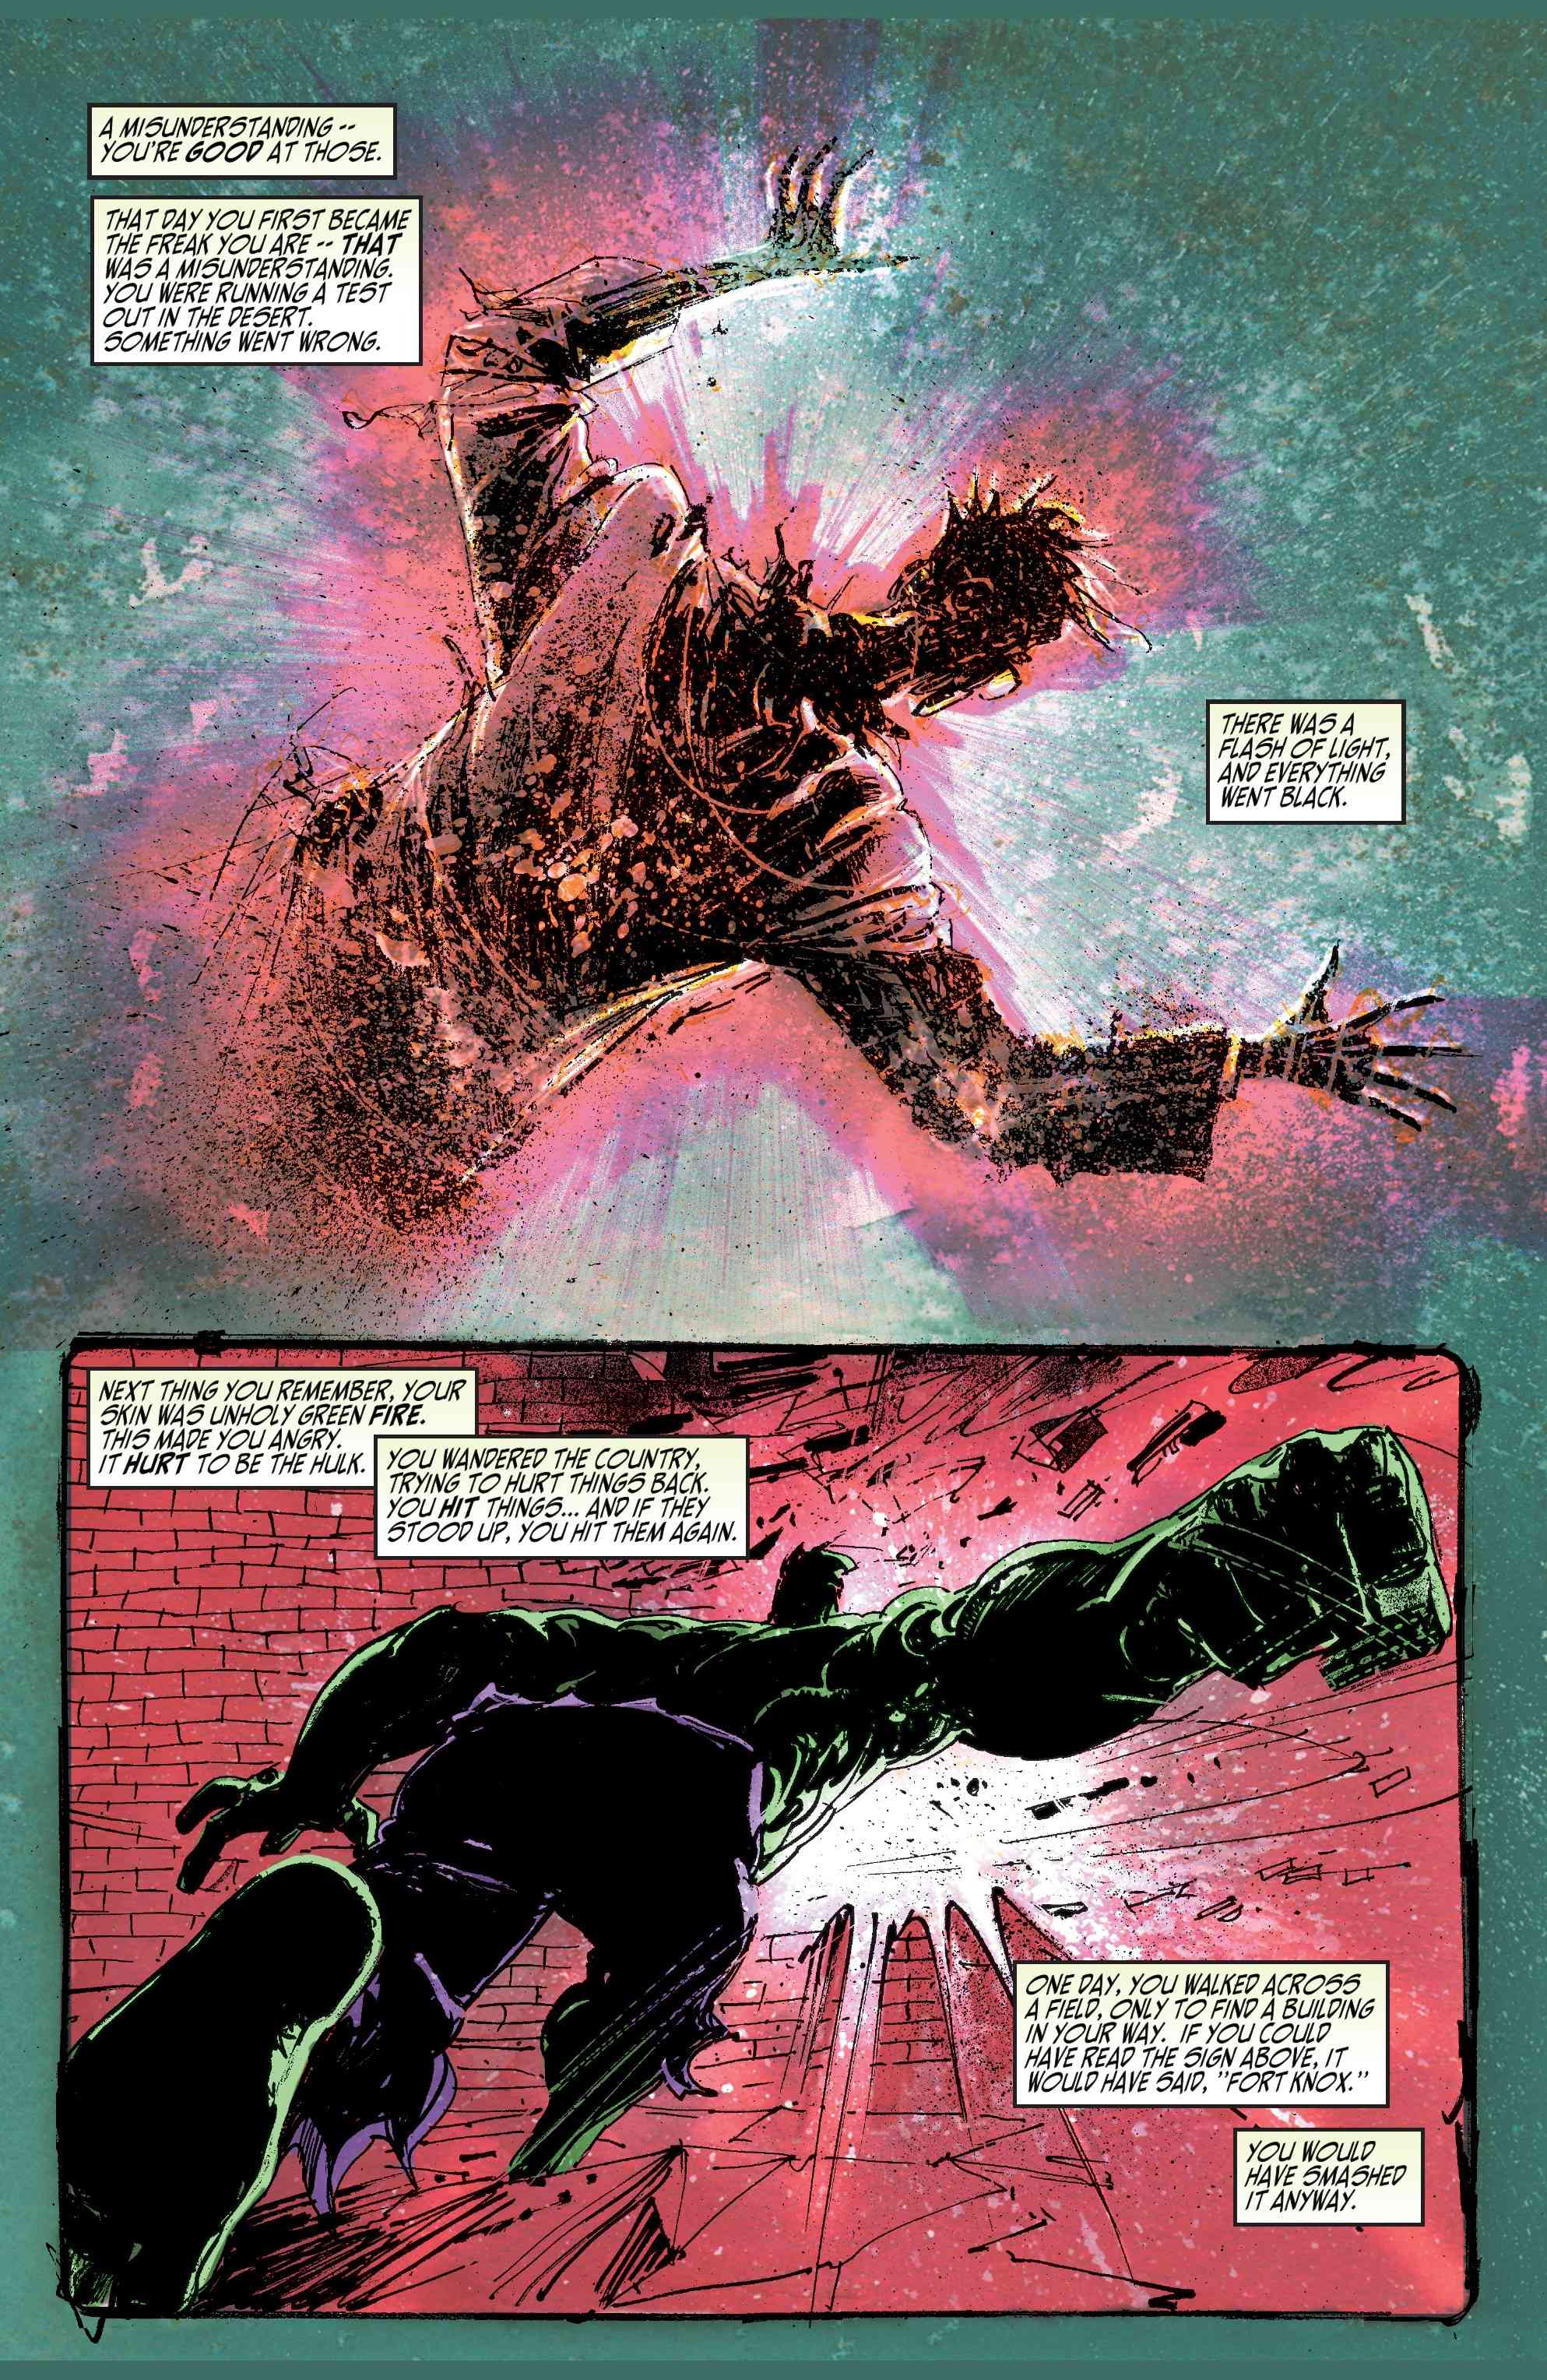 A MISUNDERSTANDING --
YOU'RE GOOD AT THOSE.
THAT DAY YOU FIRST BECAME
THE FREAK YOU ARE -- THAT
WAS A MISUNDERSTANDING.
YOU WERE RUNNING A TEST
OUT IN THE DESERT.
SOMETHING WENT WRONG.
THERE WAS A
FLASH OF LIGHT,
AND EVERYTHING
WENT BLACK.
NEXT THING YOU REMEMBER, YOUR
SKIN WAS UNHOLY GREEN FIRE.
THIS MADE YOU ANGRY.
IT HURT TO BE THE HULK.
YOU WANDERED THE COUNTRY,
TRYING TO HURT THINGS BACK.
YOU HIT THINGS... AND IF THEY
STOOD UP, YOU HIT THEM AGAIN.
ONE DAY, YOU WALKED ACROSS
A FIELD, ONLY TO FIND A BUILDING
IN YOUR WAY. IF YOU COULD
HAVE READ THE SIGN ABOVE, IT
WOULD HAVE SAID, "FORT KNOX."
YOU WOULD
HAVE SMASHED
IT ANYWAY.